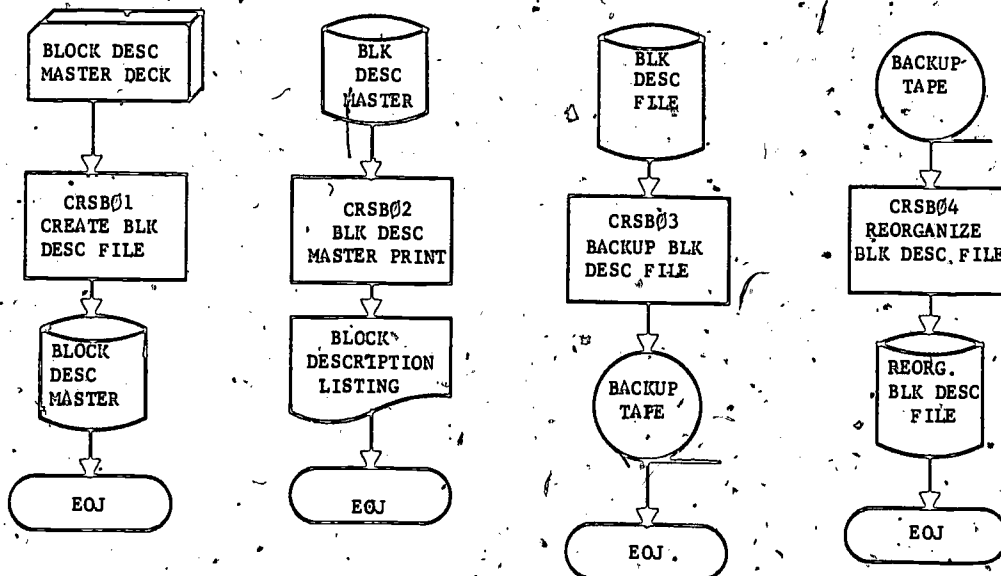 BLOCK DESC
MASTER DECK
CRSBØ1
CREATE BLK
DESC FILE
BLOCK
DESC
MASTER
EOJ
BLK
DESC
MASTER
CRSBØ2
BLK DESC
MASTER PRINT
BLOCK
DESCRIPTION
LISTING
EOJ
BLK
DESC
FILE
CRSBØ3
BACKUP BLK
DESC FILE
BACKUP
TAPE
EOJ
BACKUP
TAPE
CRSBØ4
REORGANIZE
BLK DESC FILE
REORG.
BLK DESC
FILE
EOJ